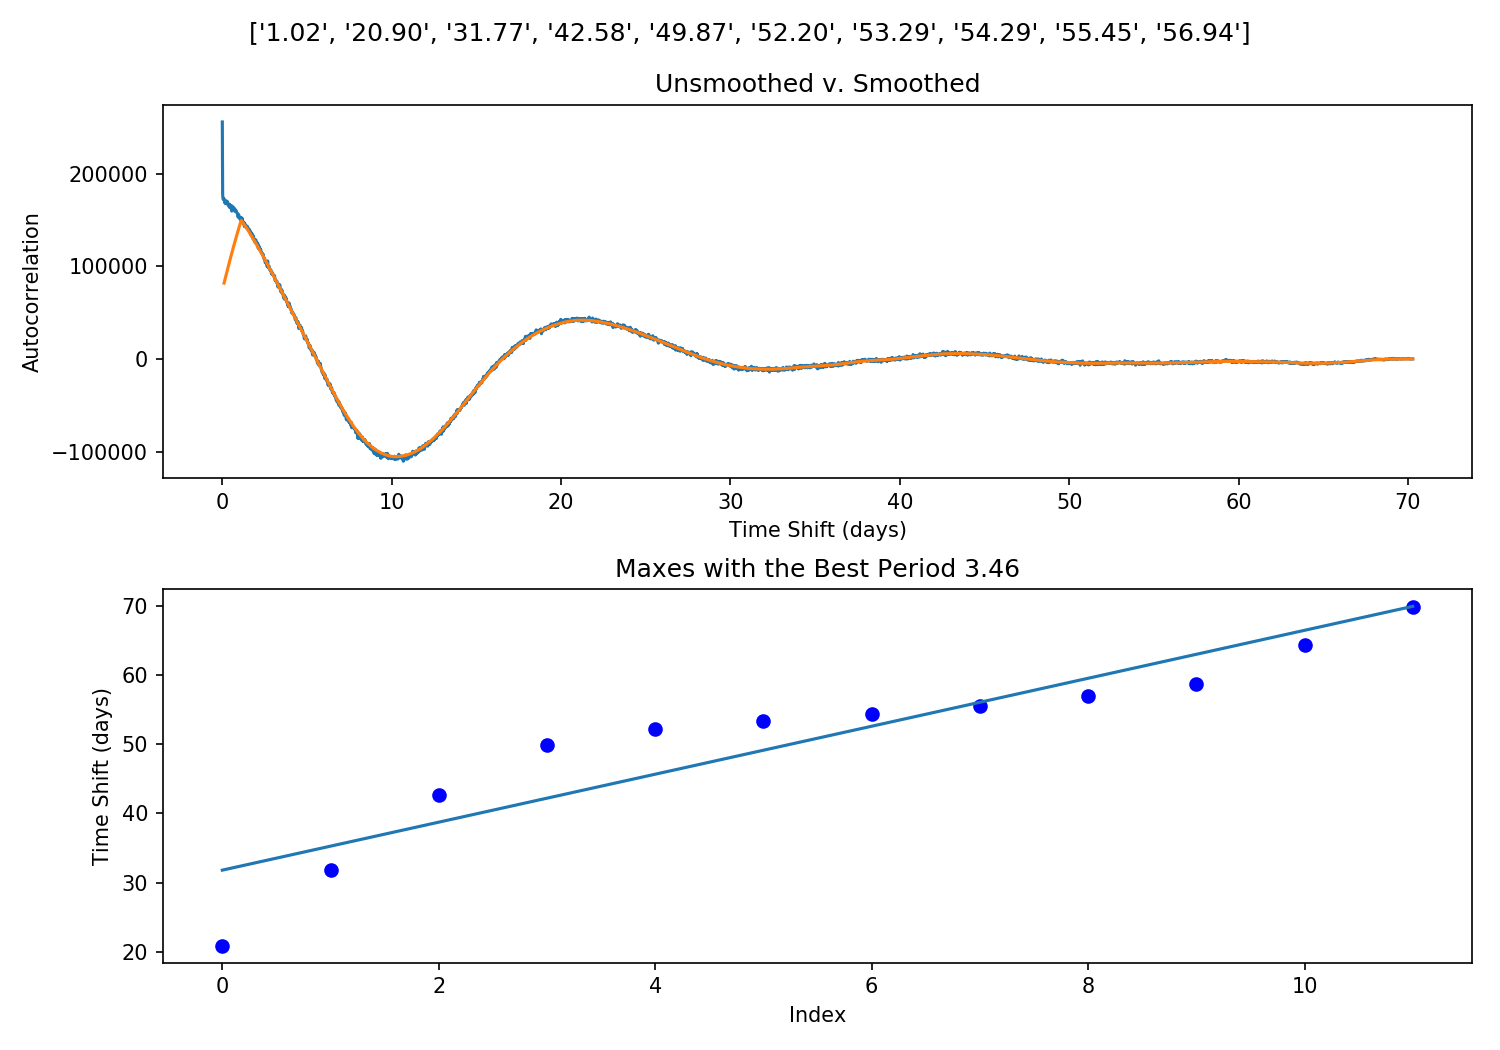 ['1.02', '20.90', '31.77', '42.58', '49.87', '52.20', '53.29', '54.29', '55.45', '56.94']
Unsmoothed v. Smoothed
200000
100000
0
−100000
Autocorrelation
0 10 20 30 40 50 60 70
Time Shift (days)
Maxes with the Best Period 3.46
70
60
50
40
30
20
Time Shift (days)
0 2 4 6 8 10
Index